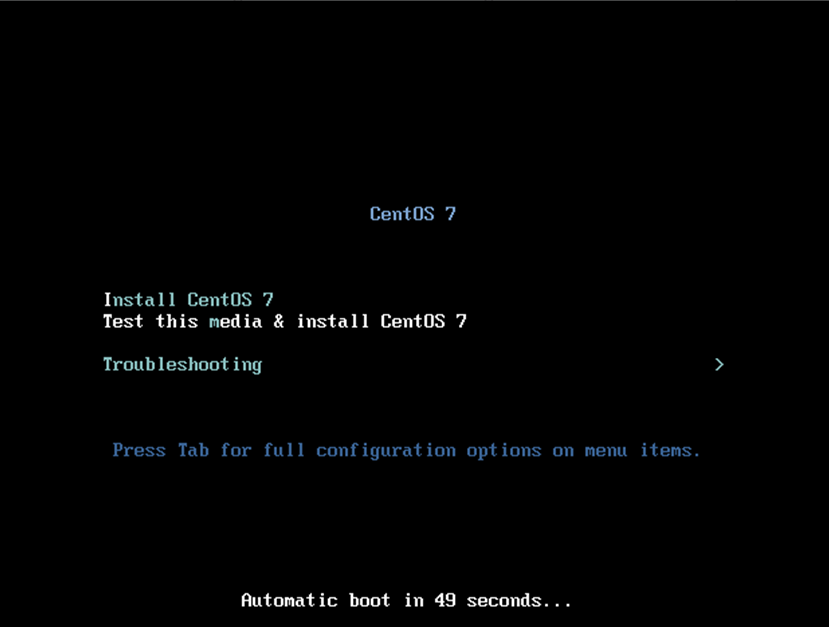 CentOS 7
Install CentOS 7
Test this media & install CentOS 7
Troubleshooting >
Press Tab for full configuration options on menu items.
Automatic boot in 49 seconds...